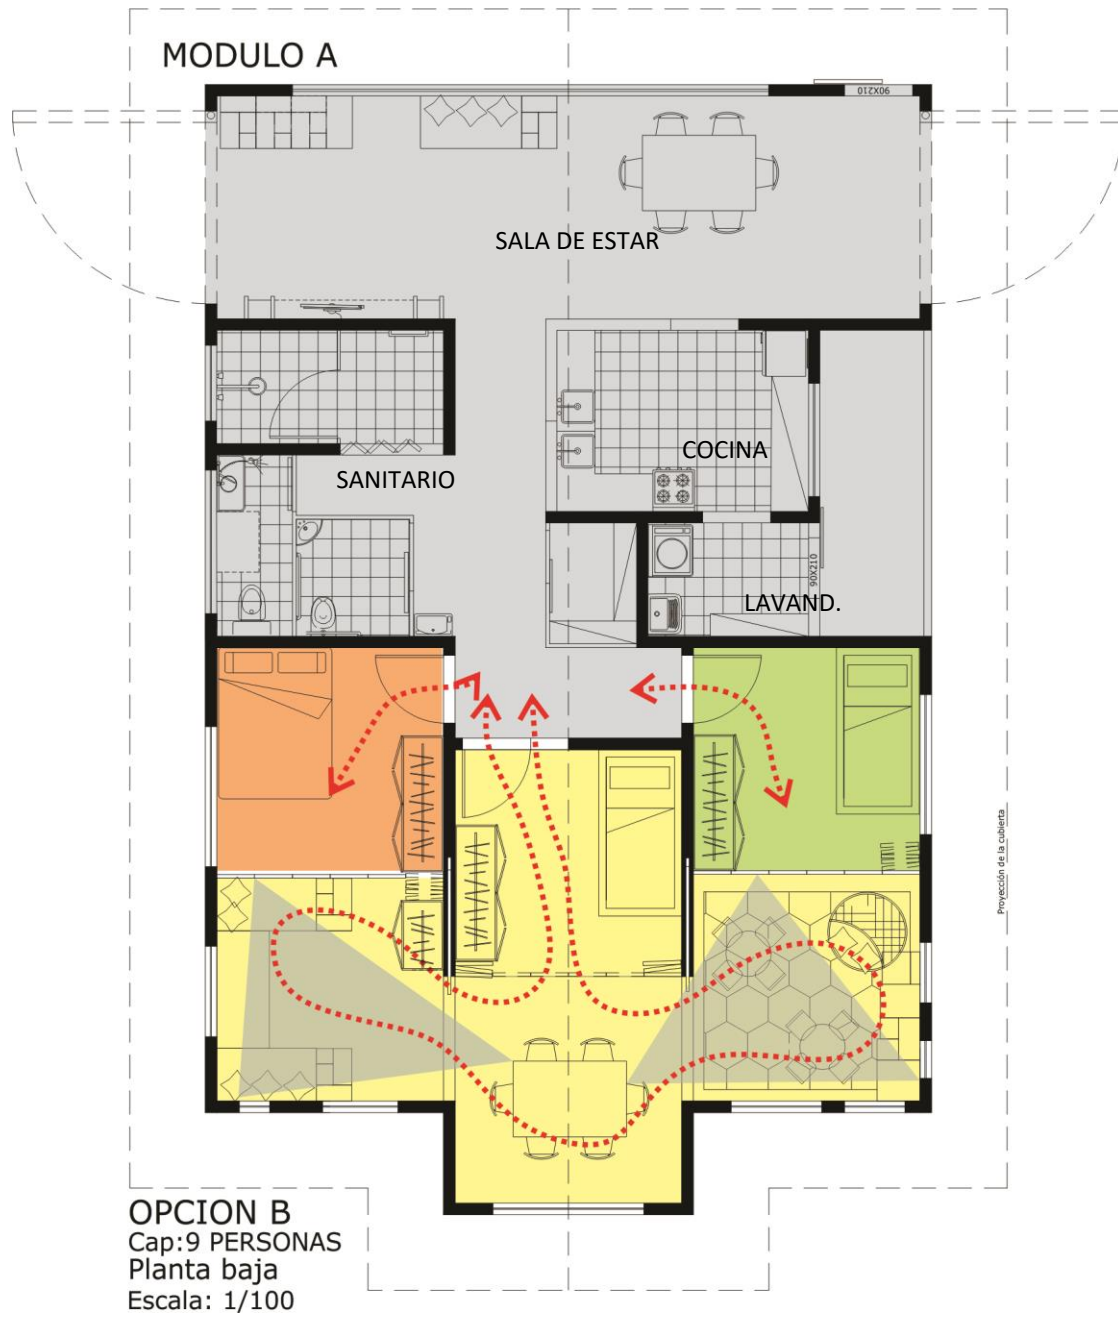 MODULO A
90X210
SALA DE ESTAR
COCINA
SANITARIO
90X210
LAVAND.
Proyección de la cubierta
OPCION B
Cap:9 PERSONAS
Planta baja
Escala: 1/100